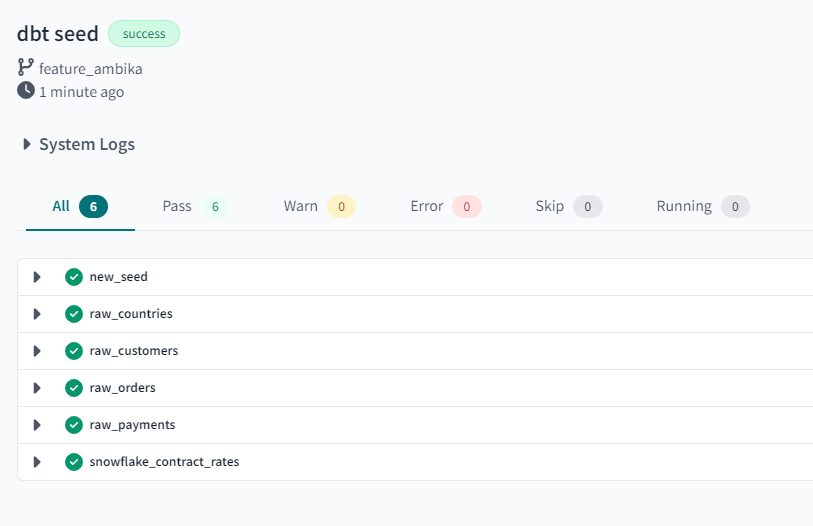 dbt seed success
feature_ambika
1 minute ago
System Logs
All 6 Pass 6 Warn 0 Error 0 Skip 0 Running 0
new_seed
raw_countries
raw_customers
raw_orders
raw_payments
snowflake_contract_rates